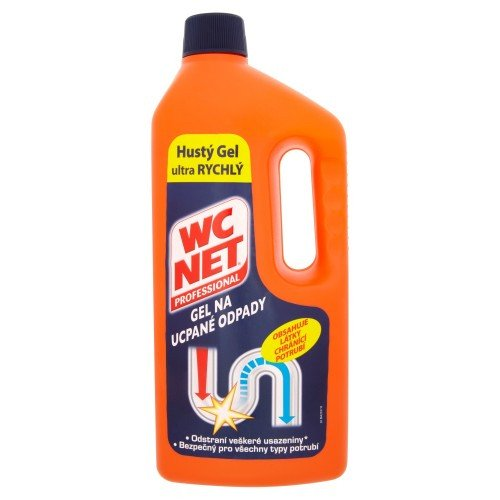 Hustý Gel
ultra RYCHLÝ
WC
NET
PROFESSIONAL
GEL NA
UCPANÉ ODPADY
OBSAHUJE
LÁTKY
CHRÁNÍCÍ
POTRUBÍ
• Odstraní veškeré usazeniny •
• Bezpečný pro všechny typy potrubí